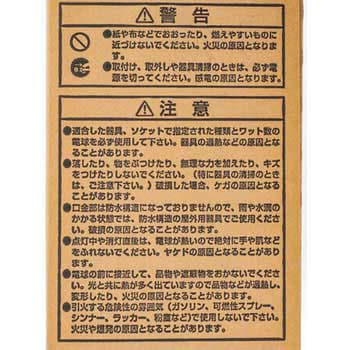 ⚠警告
●紙や布などでおおったり、燃えやすいものに
近づけないでください。火災の原因となりま
す。
●取付け、取外しや器具清掃のときは、必ず電
源を切ってください。感電の原因となります。
⚠注意
●適合した器具、ソケットで指定された種類とワット数の
電球を必ず使用して下さい。器具の過熱などの原因とな
ることがあります。
●落したり、物をぶつけたり、無理な力を加えたり、キズ
をつけたりしないでください。(特に器具の清掃のとき
は、ご注意下さい。)破損した場合、ケガの原因となるこ
とがあります。
●口金部は防水構造になっておりませんので、雨や水滴の
かかる状態では、防水構造の屋外用器具でご使用くださ
い。破損の原因となることがあります。
●点灯中や消灯直後は、電球が熱いので絶対に手や肌など
をふれないでください。ヤケドの原因となることがあり
ます。
●電球の前に接近して、品物や遮蔽物をおかないでくださ
い。光と共に熱が多く出ていますので品物などが過熱し、
変形したり、火災の原因となることがあります。
●引火する危険性の雰囲気(ガソリン、可燃性スプレー、
シンナー、ラッカー、粉塵など)で使用しないで下さい。
火災や爆発の原因となることがあります。